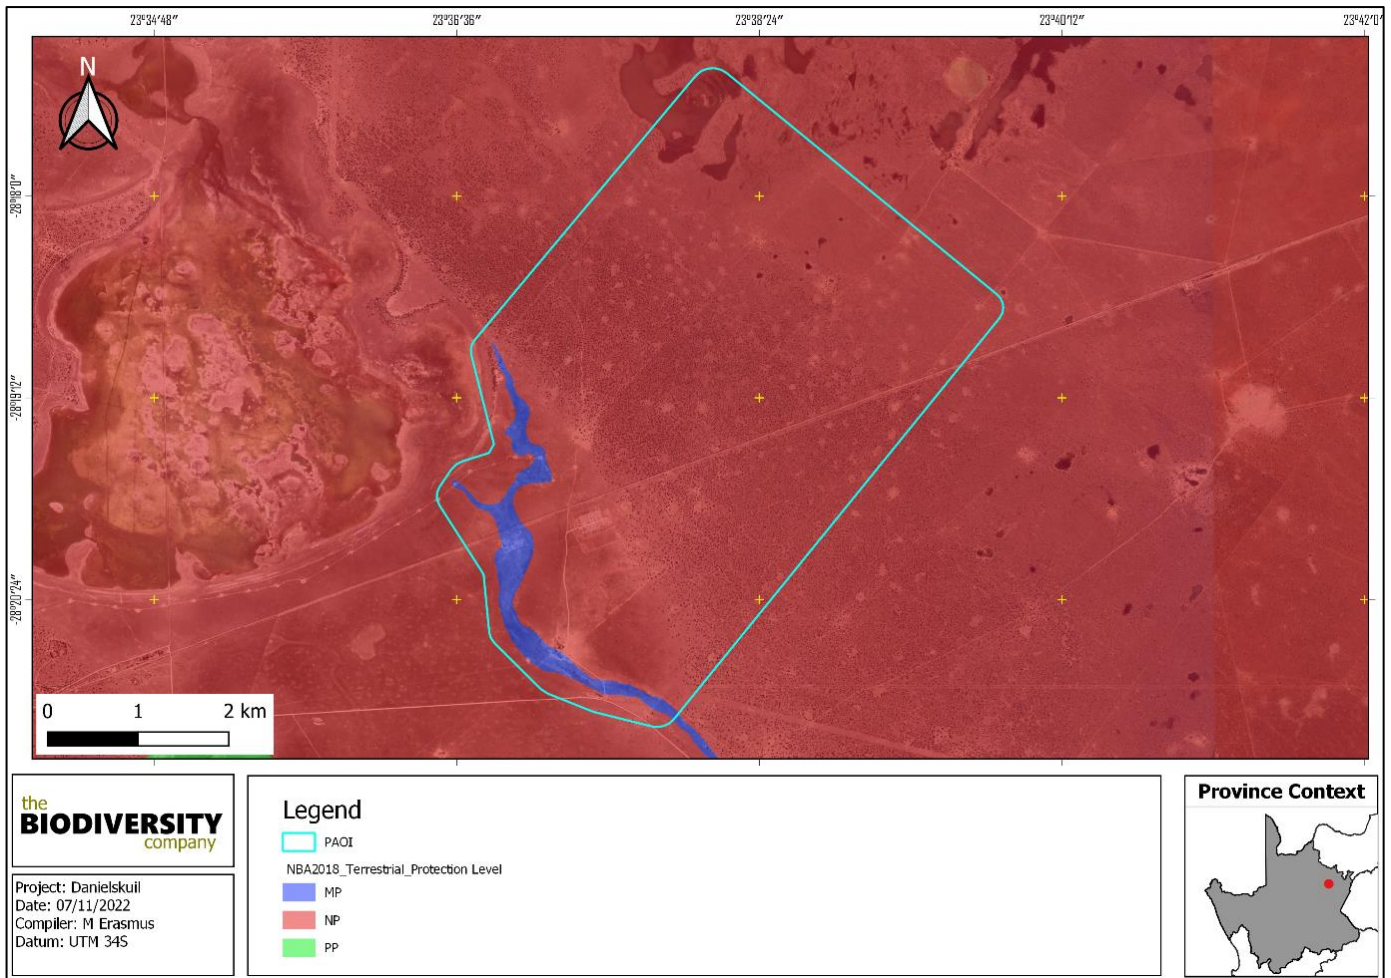 23°34'48" 23°36'36" 23°38'24" 23°40'12" 23°42'0"
N
-28°18'0"
-28°19'12"
-28°20'24"
0 1 2 km
the
BIODIVERSITY
company
Project: Danielskuil
Date: 07/11/2022
Compiler: M Erasmus
Datum: UTM 34S
Legend
PAOI
NBA2018_Terrestrial_Protection Level
MP
NP
PP
Province Context